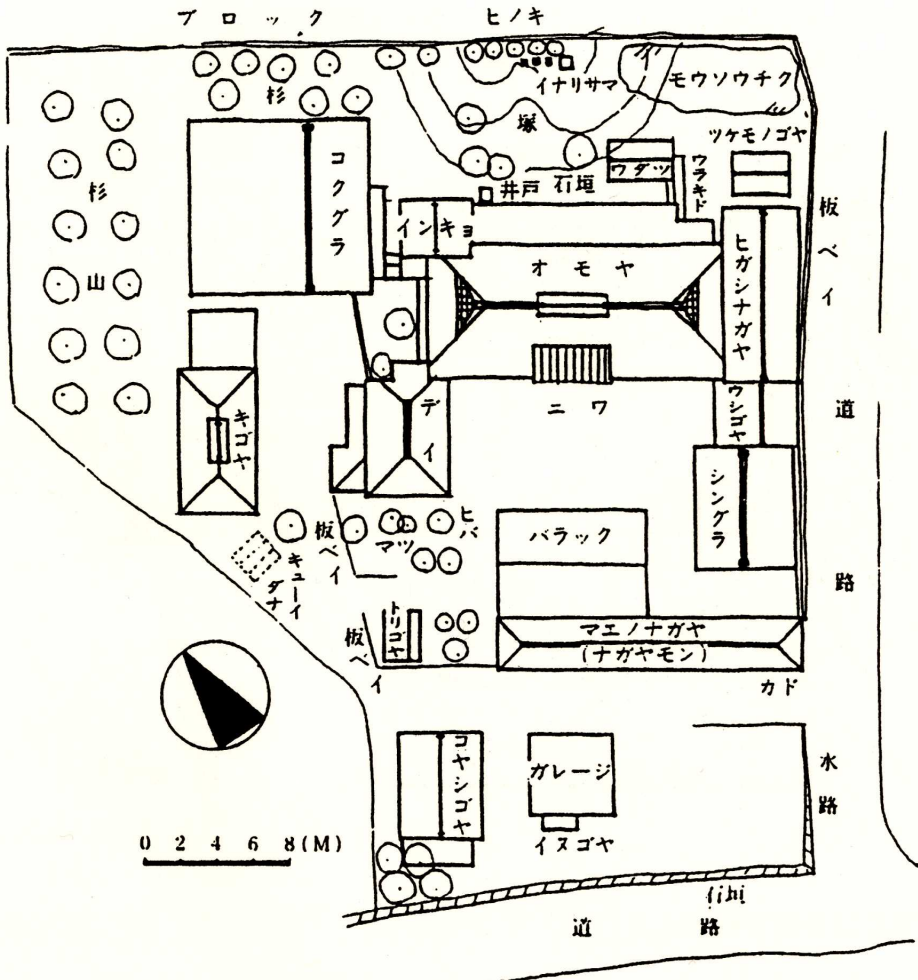 ブロック
ヒノキ
杉
イナリサマ
モウソウチク
塚
ツケモノゴヤ
杉
山
コクグラ
井戸
石垣
ウダツ
ウラキド
板ベイ
インキョ
オモヤ
ヒガシナガヤ
キゴヤ
デイ
ニワ
ウシゴヤ
道路
シングラ
板ベイ
マツ
ヒバ
バラック
キューイダナ
トリゴヤ
板ベイ
マエノナガヤ
(ナガヤモン)
カド
コヤシゴヤ
ガレージ
イヌゴヤ
水路
0 2 4 6 8(M)
石垣
道路